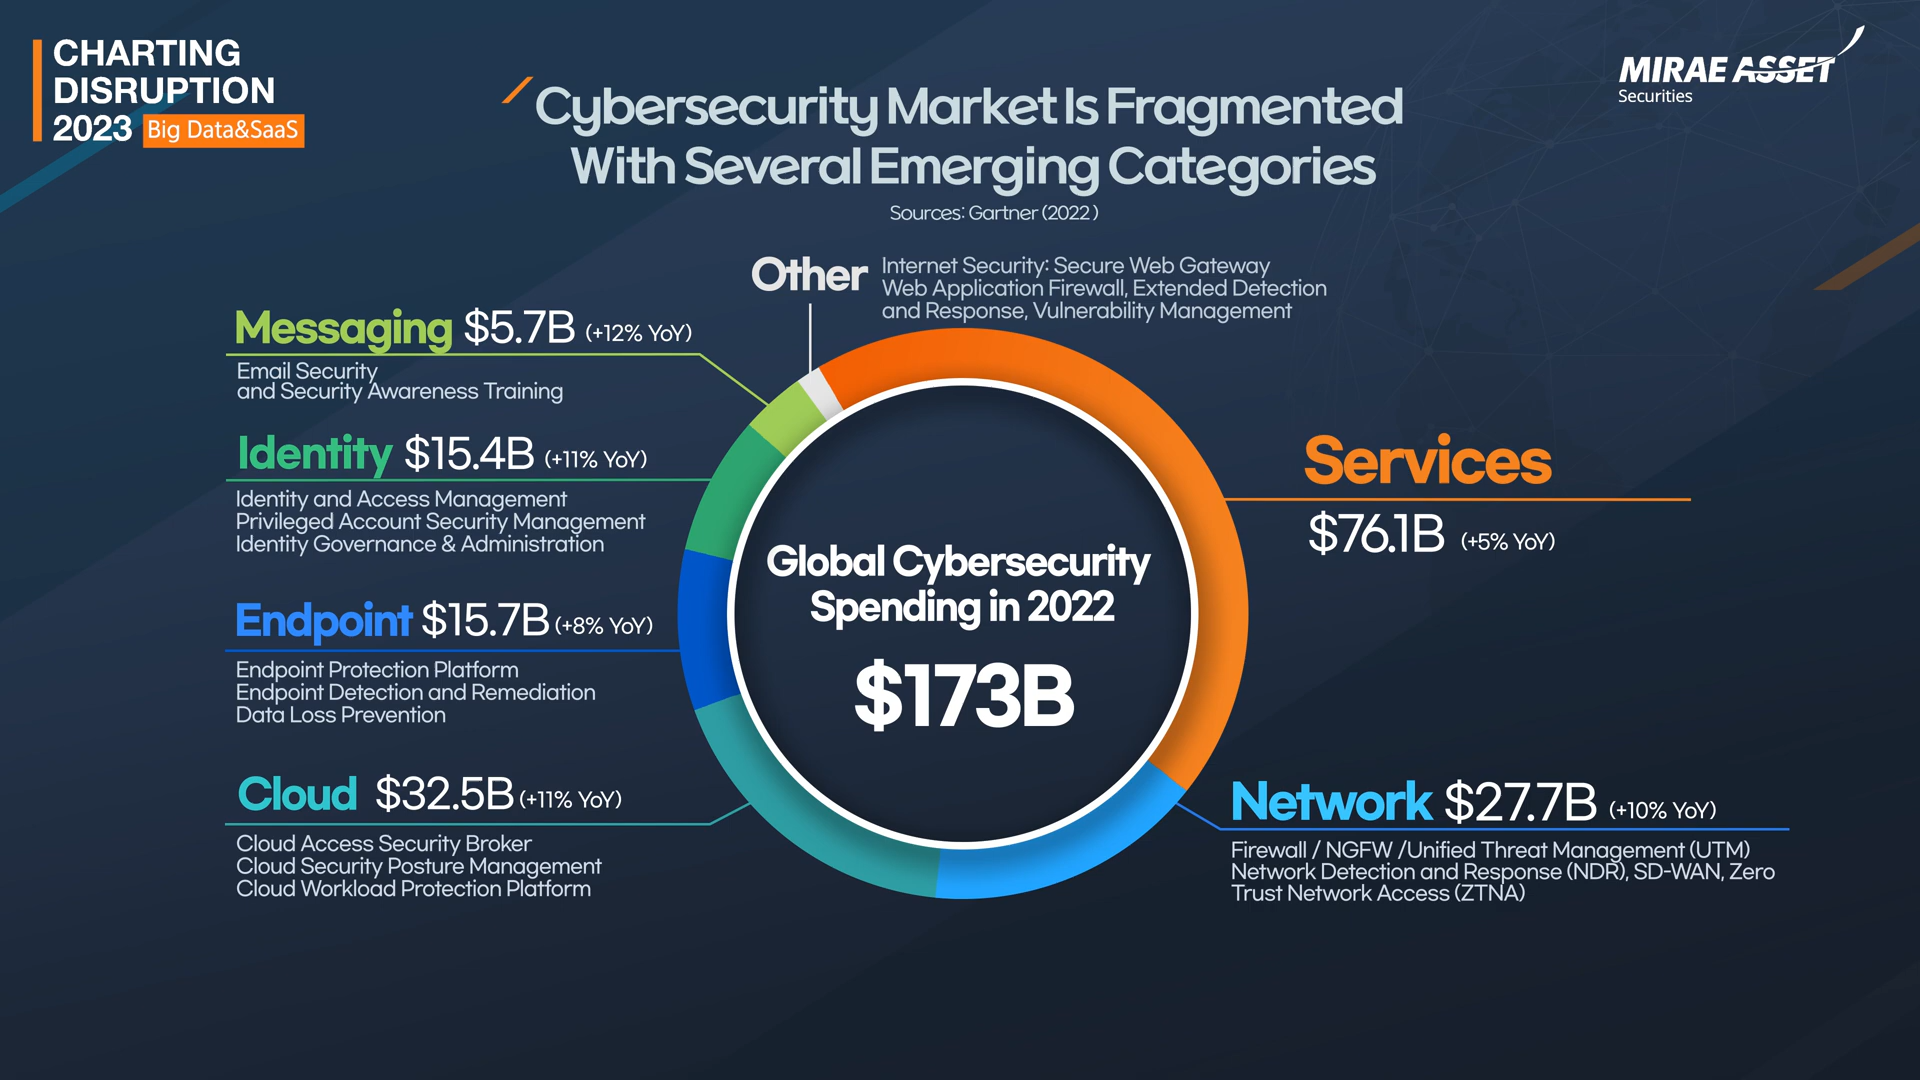 CHARTING
DISRUPTION
2023 Big Data&SaaS
MIRAE ASSET
Securities
Cybersecurity Market Is Fragmented
With Several Emerging Categories
Sources: Gartner (2022 )
Other
Internet Security: Secure Web Gateway
Web Application Firewall, Extended Detection
and Response, Vulnerability Management
Messaging $5.7B (+12% YoY)
Email Security
and Security Awareness Training
Identity $15.4B (+11% YoY)
Identity and Access Management
Privileged Account Security Management
Identity Governance & Administration
Endpoint $15.7B (+8% YoY)
Endpoint Protection Platform
Endpoint Detection and Remediation
Data Loss Prevention
Cloud $32.5B (+11% YoY)
Cloud Access Security Broker
Cloud Security Posture Management
Cloud Workload Protection Platform
Global Cybersecurity
Spending in 2022
$173B
Services
$76.1B (+5% YoY)
Network $27.7B (+10% YoY)
Firewall / NGFW /Unified Threat Management (UTM)
Network Detection and Response (NDR), SD-WAN, Zero
Trust Network Access (ZTNA)